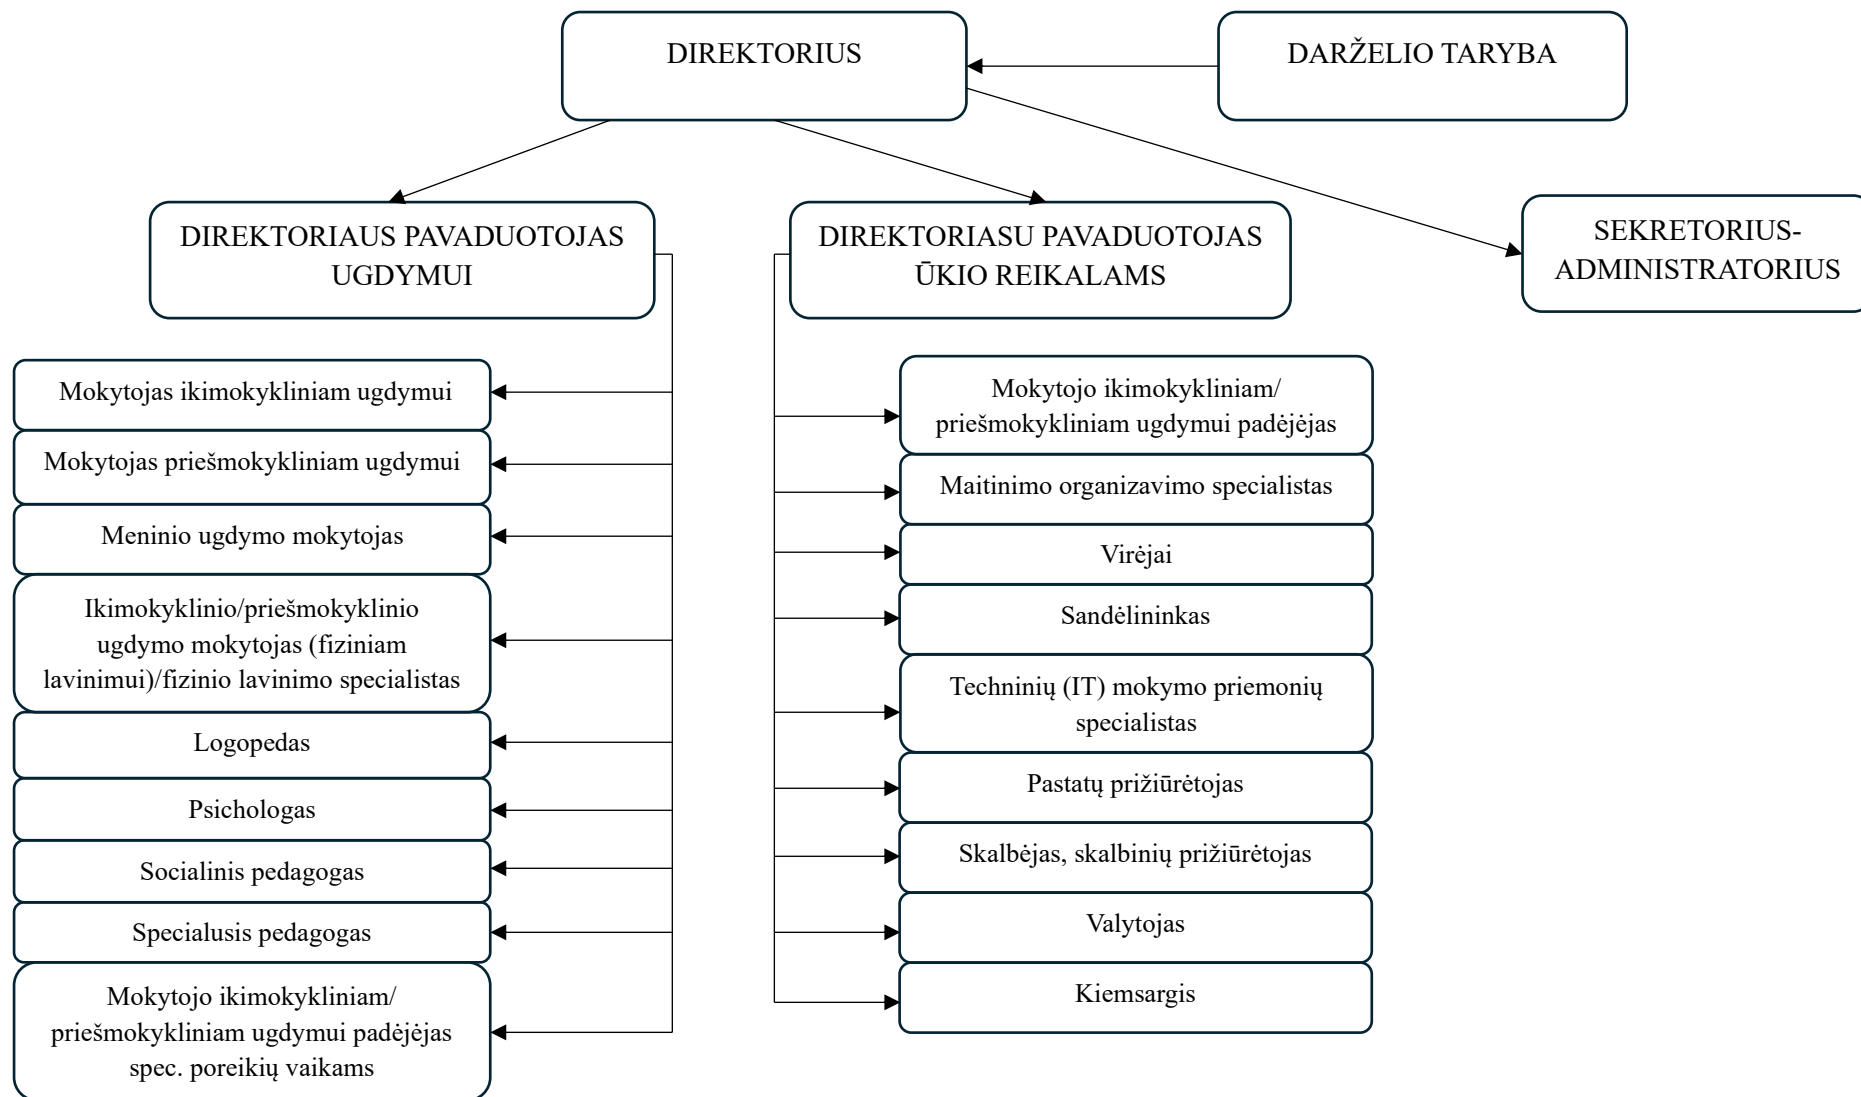 DIREKTORIUS
DARŽELIO TARYBA
DIREKTORIAUS PAVADUOTOJAS
UGDYMUI
DIREKTORIASU PAVADUOTOJAS
ŪKIO REIKALAMS
SEKRETORIUS-
ADMINISTRATORIUS
Mokytojas ikimokykliniam ugdymui
Mokytojas priešmokykliniam ugdymui
Meninio ugdymo mokytojas
Ikimokyklinio/priešmokyklinio
ugdymo mokytojas (fiziniam
lavinimui)/fizinio lavinimo specialistas
Logopedas
Psichologas
Socialinis pedagogas
Specialusis pedagogas
Mokytojo ikimokykliniam/
priešmokykliniam ugdymui padėjėjas
spec. poreikių vaikams
Mokytojo ikimokykliniam/
priešmokykliniam ugdymui padėjėjas
Maitinimo organizavimo specialistas
Virėjai
Sandėlininkas
Techninių (IT) mokymo priemonių
specialistas
Pastatų prižiūrėtojas
Skalbėjas, skalbinių prižiūrėtojas
Valytojas
Kiemsargis